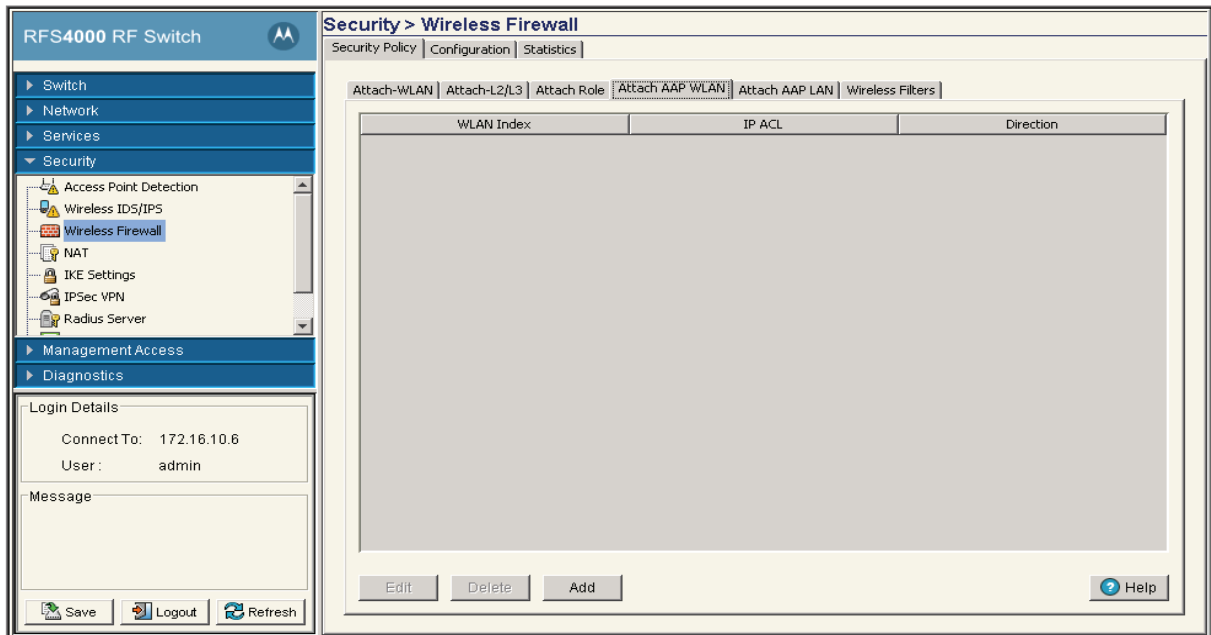 RFS4000 RF Switch
Switch
Network
Services
Security
Access Point Detection
Wireless IDS/IPS
Wireless Firewall
NAT
IKE Settings
IPSec VPN
Radius Server
Management Access
Diagnostics
Login Details
Connect To: 172.16.10.6
User : admin
Message
Save Logout Refresh
Security > Wireless Firewall
Security Policy Configuration Statistics
Attach-WLAN Attach-L2/L3 Attach Role Attach AAP WLAN Attach AAP LAN Wireless Filters
WLAN Index IP ACL Direction
Edit Delete Add Help